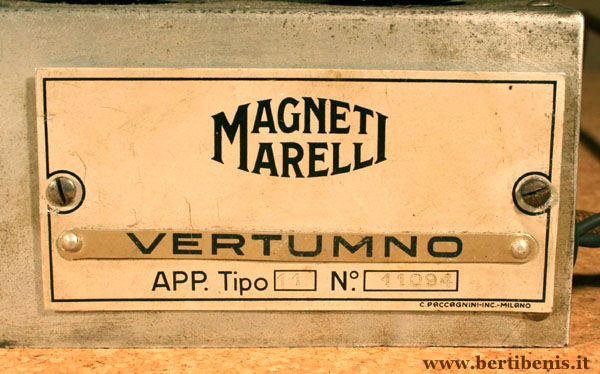 MAGNETI
MARELLI
VERTUMNO
APP. Tipo 11 N° 11094
C. PACCAGNINI-INC.-MILANO
www.bertibenis.it